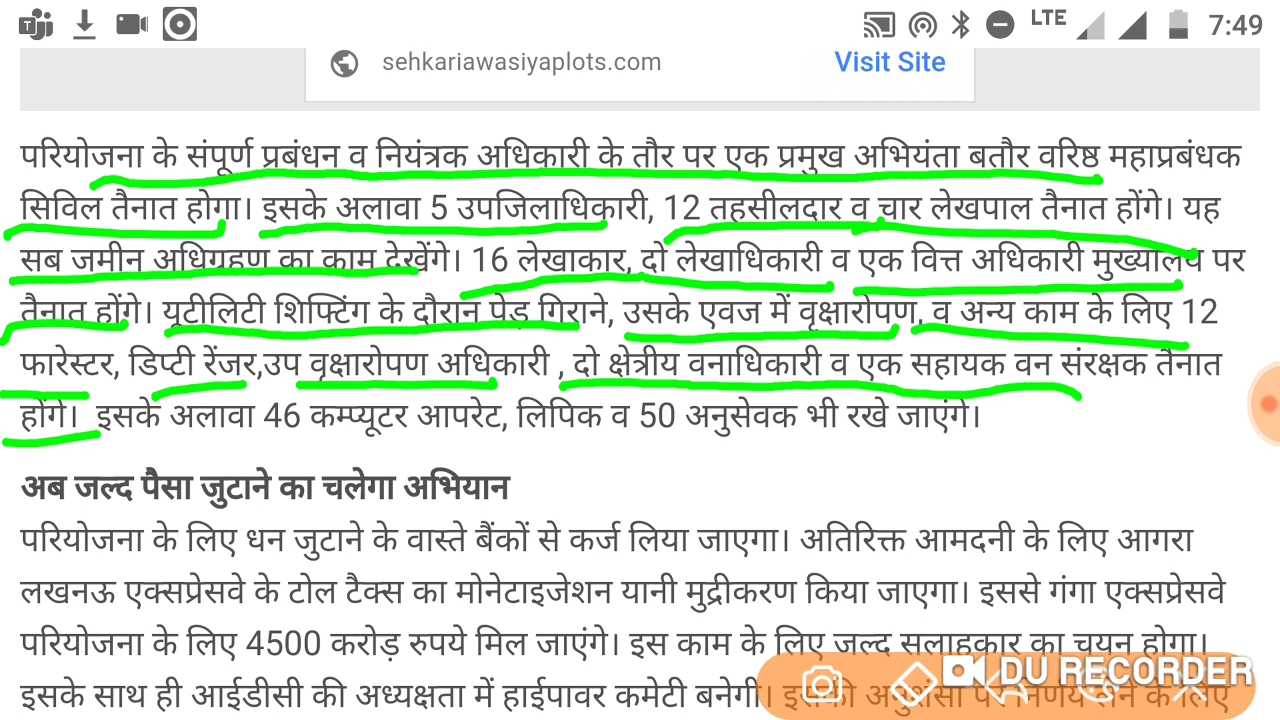 LTE 7:49
sehkariawasiyaplots.com Visit Site
परियोजना के संपूर्ण प्रबंधन व नियंत्रक अधिकारी के तौर पर एक प्रमुख अभियंता बतौर वरिष्ठ महाप्रबंधक
सिविल तैनात होगा। इसके अलावा 5 उपजिलाधिकारी, 12 तहसीलदार व चार लेखपाल तैनात होंगे। यह
सब जमीन अधिग्रहण का काम देखेंगे। 16 लेखाकार, दो लेखाधिकारी व एक वित्त अधिकारी मुख्यालय पर
तैनात होंगे। यूटीलिटी शिफ्टिंग के दौरान पेड़ गिराने, उसके एवज में वृक्षारोपण, व अन्य काम के लिए 12
फारेस्टर, डिप्टी रेंजर,उप वृक्षारोपण अधिकारी , दो क्षेत्रीय वनाधिकारी व एक सहायक वन संरक्षक तैनात
होंगे। इसके अलावा 46 कम्प्यूटर आपरेट, लिपिक व 50 अनुसेवक भी रखे जाएंगे।
अब जल्द पैसा जुटाने का चलेगा अभियान
परियोजना के लिए धन जुटाने के वास्ते बैंकों से कर्ज लिया जाएगा। अतिरिक्त आमदनी के लिए आगरा
लखनऊ एक्सप्रेसवे के टोल टैक्स का मोनेटाइजेशन यानी मुद्रीकरण किया जाएगा। इससे गंगा एक्सप्रेसवे
परियोजना के लिए 4500 करोड़ रुपये मिल जाएंगे। इस काम के लिए जल्द सलाहकार का चयन होगा।
इसके साथ ही आईडीसी की अध्यक्षता में हाईपावर कमेटी बनेगी।
DU RECORDER